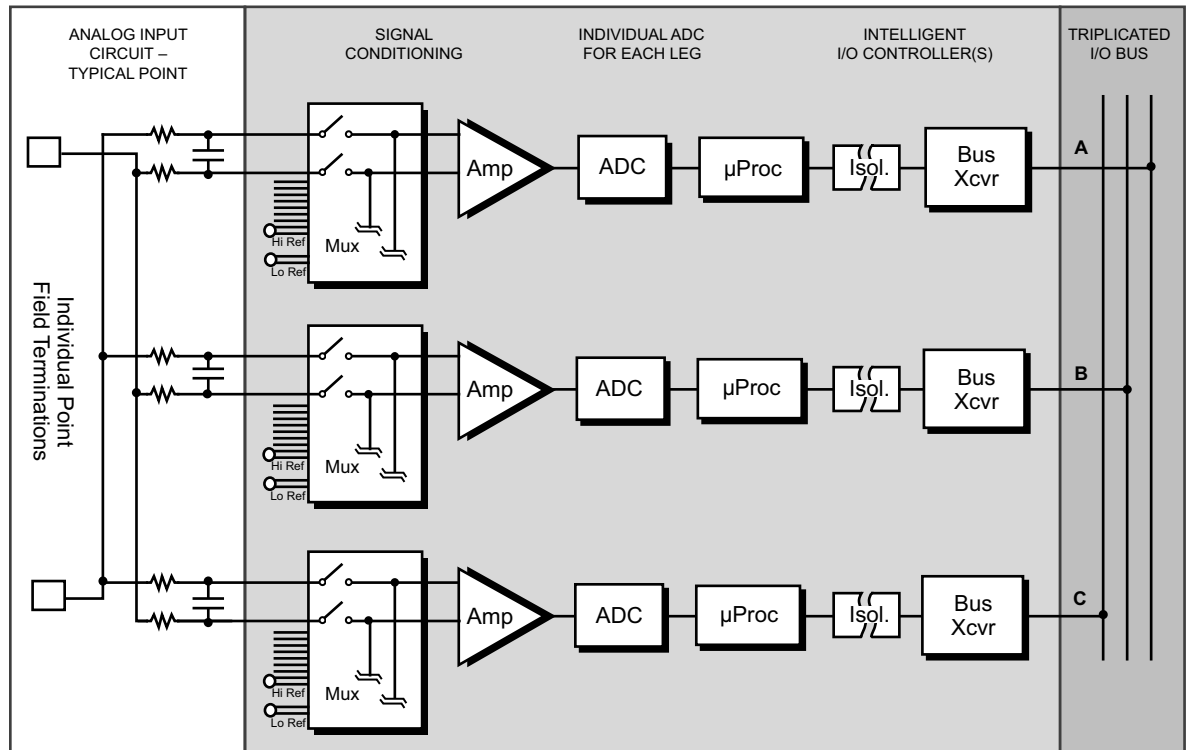 ANALOG INPUT
CIRCUIT –
TYPICAL POINT
SIGNAL
CONDITIONING
INDIVIDUAL ADC
FOR EACH LEG
INTELLIGENT
I/O CONTROLLER(S)
TRIPLICATED
I/O BUS
Individual Point
Field Terminations
Hi Ref
Lo Ref
Mux
Amp
ADC
µProc
Isol.
Bus
Xcvr
A
Hi Ref
Lo Ref
Mux
Amp
ADC
µProc
Isol.
Bus
Xcvr
B
Hi Ref
Lo Ref
Mux
Amp
ADC
µProc
Isol.
Bus
Xcvr
C